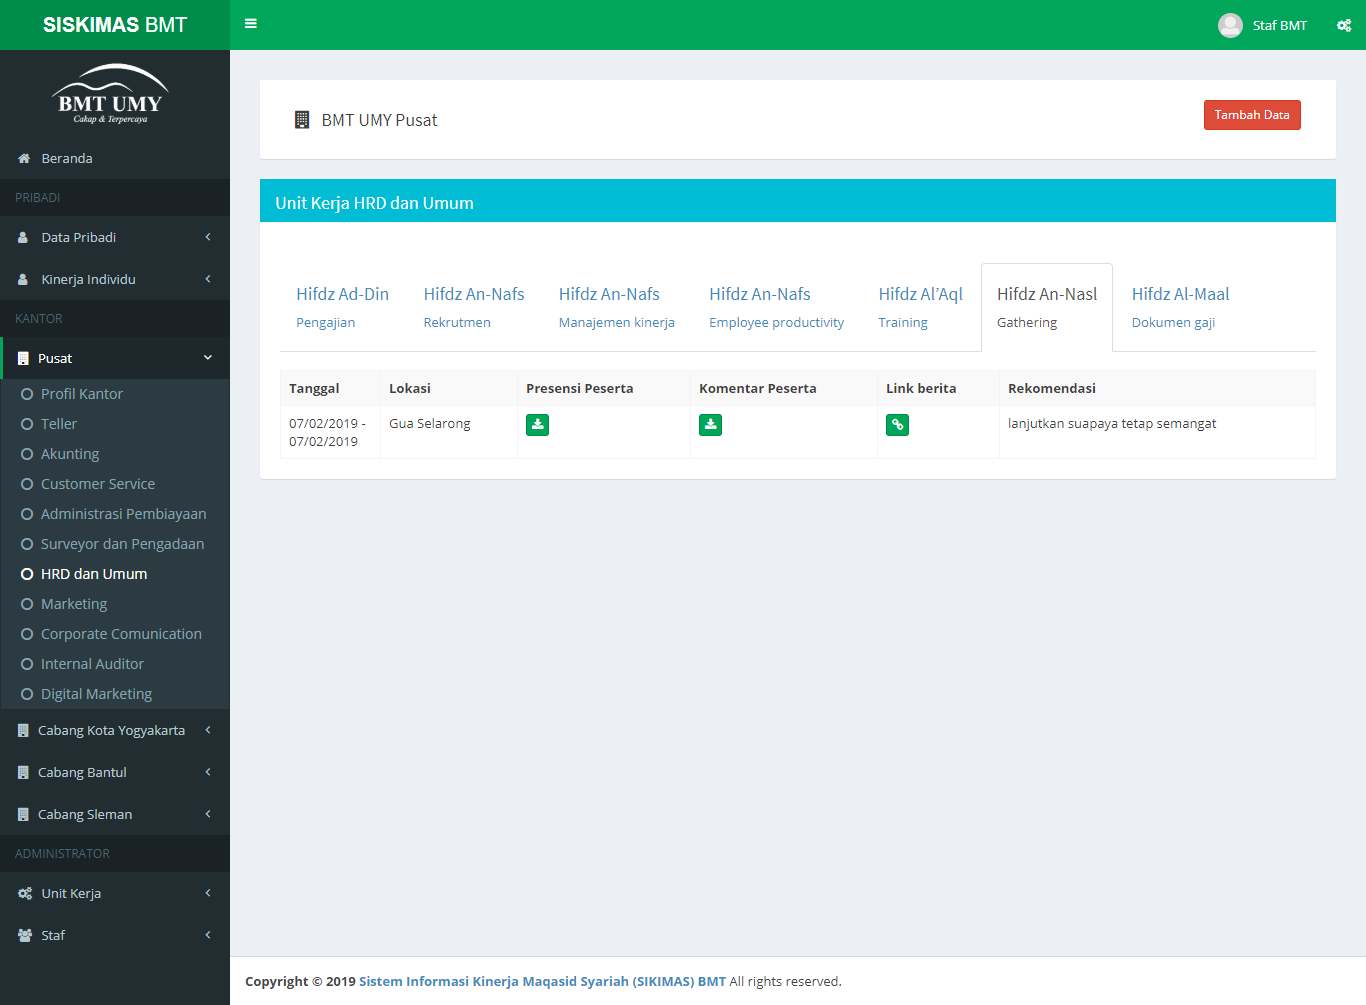 SISKIMAS BMT
Staf BMT
BMT UMY
Cakap & Terpercaya
Beranda
PRIBADI
Data Pribadi
Kinerja Individu
KANTOR
Pusat
Profil Kantor
Teller
Akunting
Customer Service
Administrasi Pembiayaan
Surveyor dan Pengadaan
HRD dan Umum
Marketing
Corporate Comunication
Internal Auditor
Digital Marketing
Cabang Kota Yogyakarta
Cabang Bantul
Cabang Sleman
ADMINISTRATOR
Unit Kerja
Staf
BMT UMY Pusat
Tambah Data
Unit Kerja HRD dan Umum
Hifdz Ad-Din
Pengajian
Hifdz An-Nafs
Rekrutmen
Hifdz An-Nafs
Manajemen kinerja
Hifdz An-Nafs
Employee productivity
Hifdz Al’Aql
Training
Hifdz An-Nasl
Gathering
Hifdz Al-Maal
Dokumen gaji
Tanggal Lokasi Presensi Peserta Komentar Peserta Link berita Rekomendasi
07/02/2019 -
07/02/2019
Gua Selarong
lanjutkan suapaya tetap semangat
Copyright © 2019 Sistem Informasi Kinerja Maqasid Syariah (SIKIMAS) BMT All rights reserved.